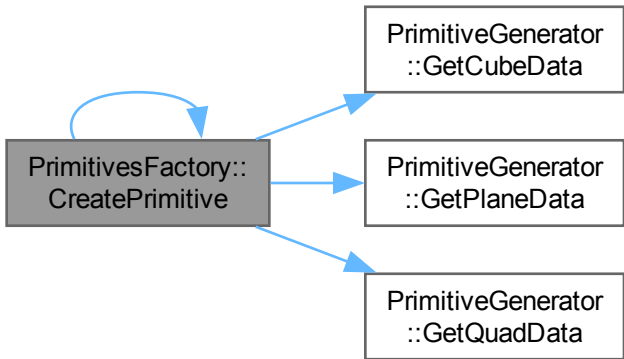 PrimitiveGenerator
::GetCubeData
PrimitivesFactory::
CreatePrimitive
PrimitiveGenerator
::GetPlaneData
PrimitiveGenerator
::GetQuadData